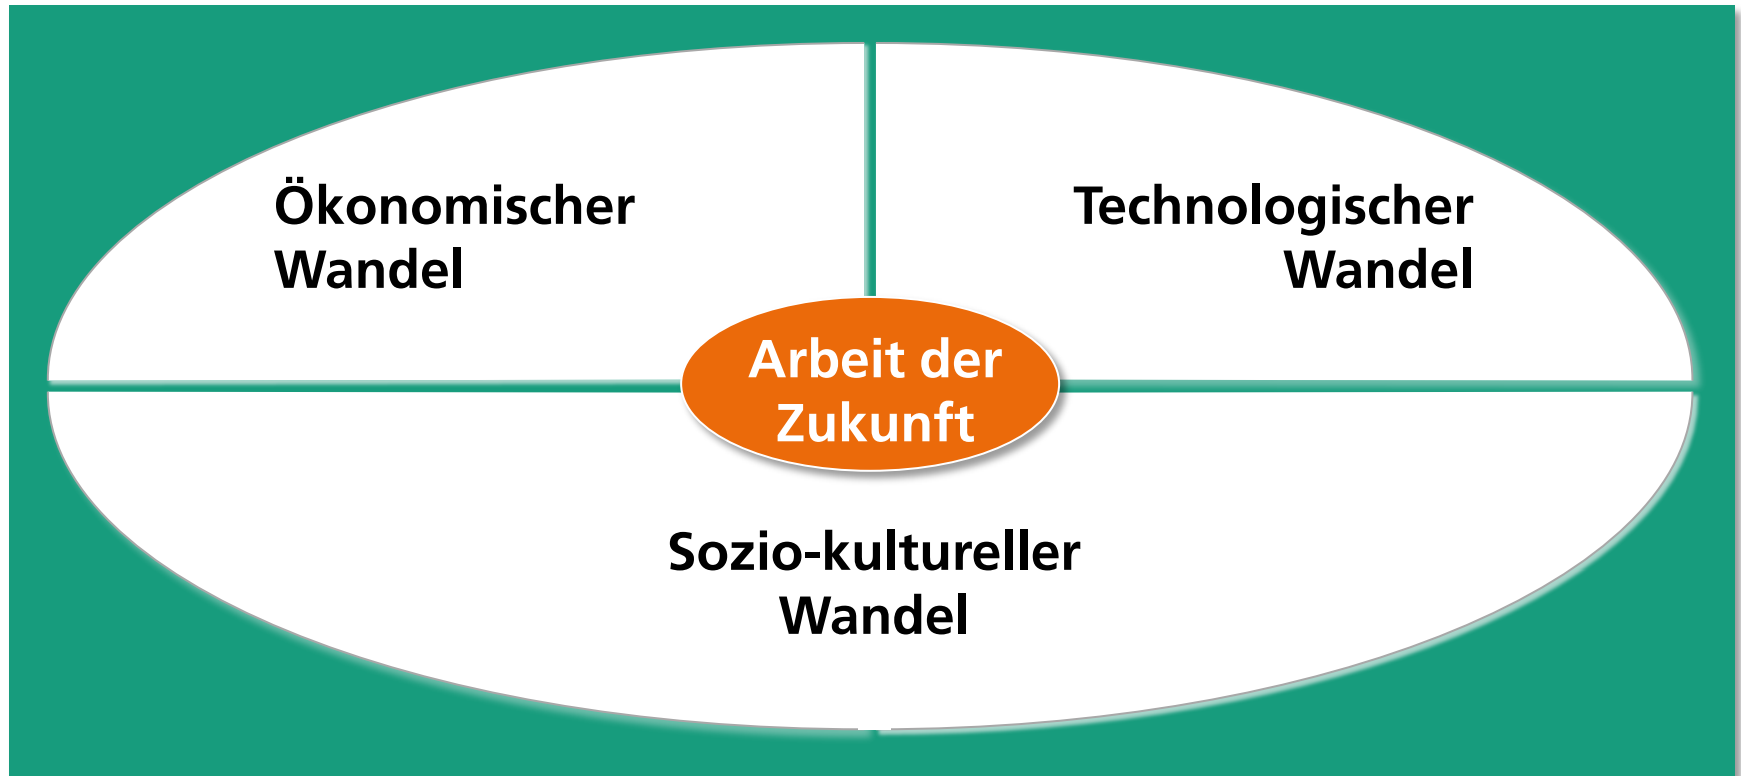 Ökonomischer
Wandel
Technologischer
Wandel
Arbeit der
Zukunft
Sozio-kultureller
Wandel